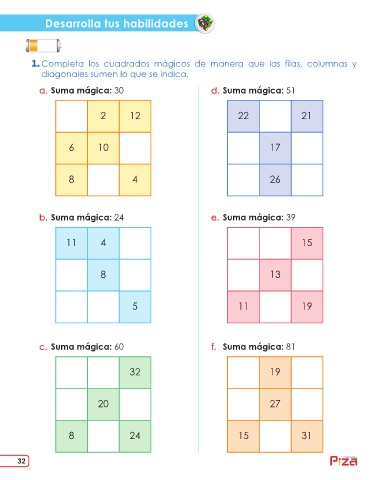 Desarrolla tus habilidades
1. Completa los cuadrados mágicos de manera que las filas, columnas y
diagonales sumen lo que se indica.
a. Suma mágica: 30
2 12
6 10
8 4
b. Suma mágica: 24
11 4
8
5
c. Suma mágica: 60
32
20
8 24
d. Suma mágica: 51
22 21
17
26
e. Suma mágica: 39
15
13
11 19
f. Suma mágica: 81
19
27
15 31
32